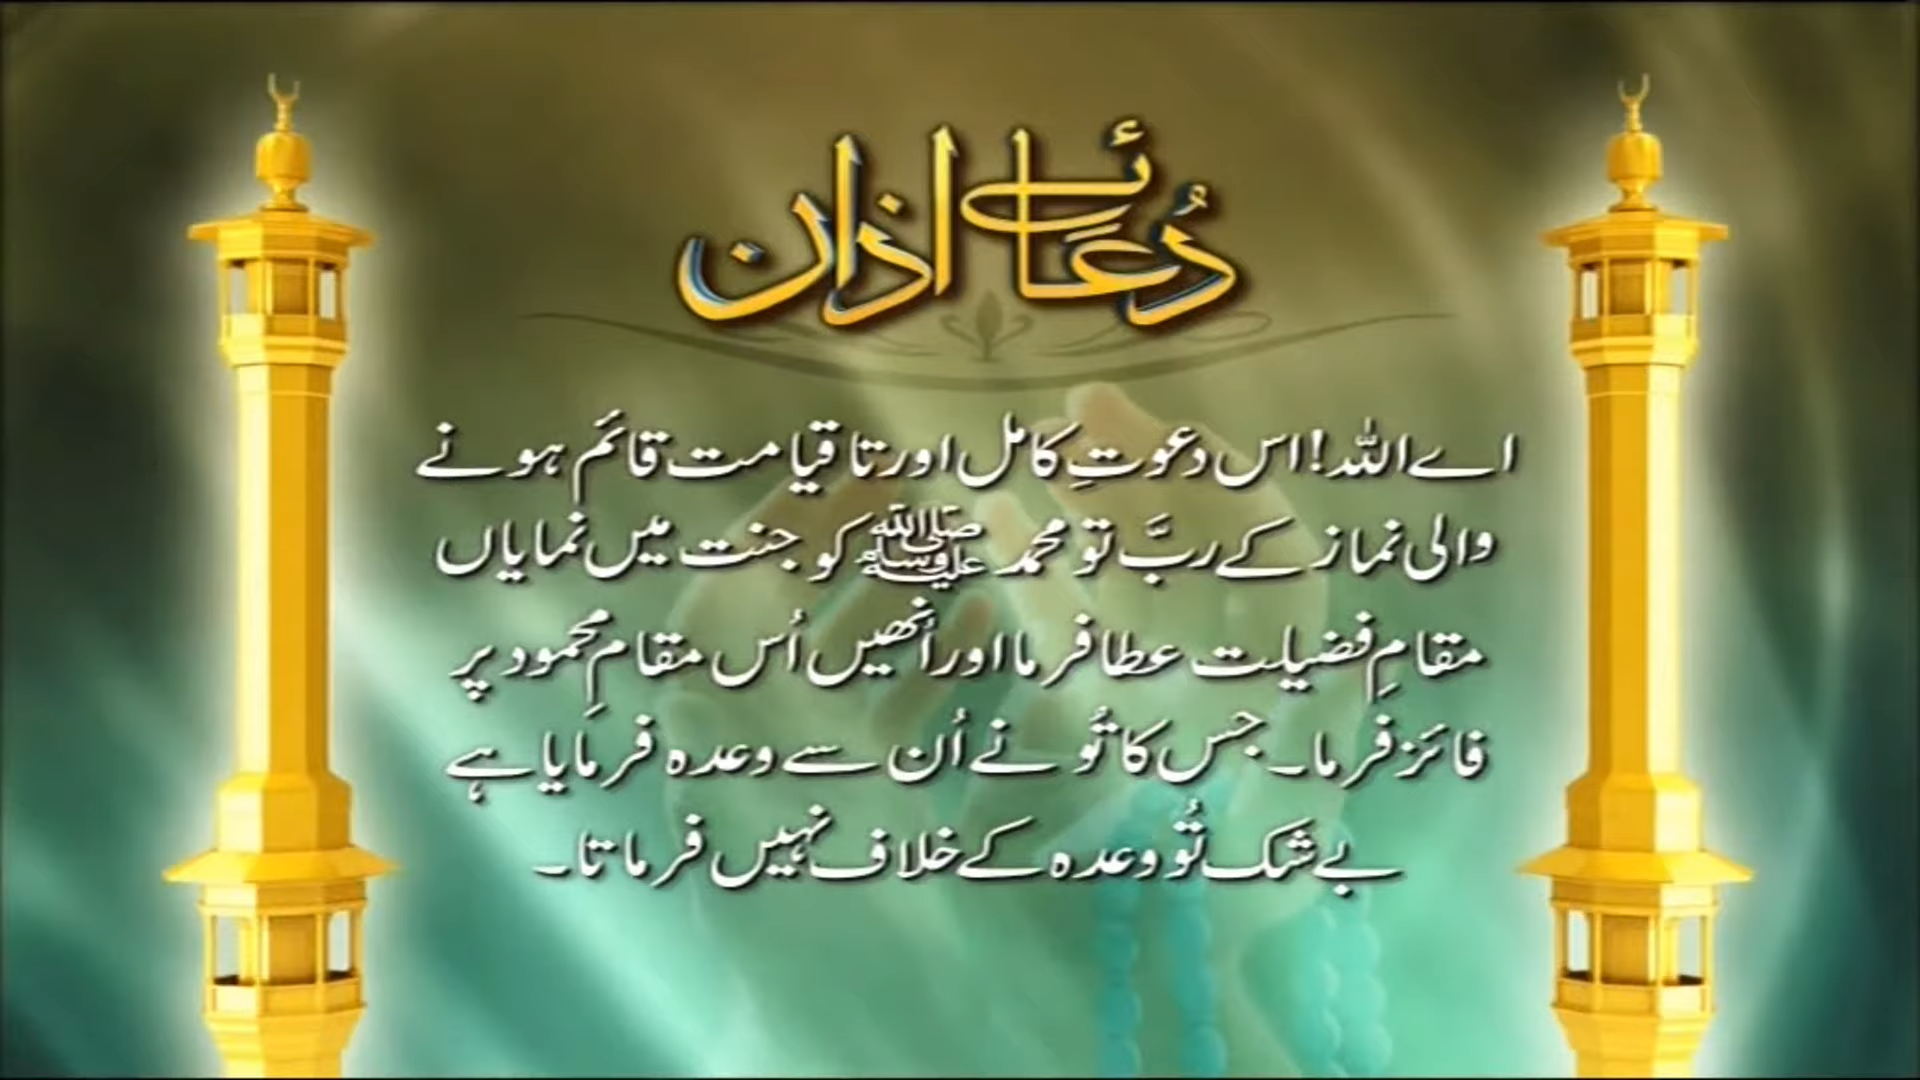 دُعائے اذان
اے اللہ! اس دعوتِ کامل اور تا قیامت قائم ہونے
والی نماز کے ربَّ تو محمد ﷺ کو جنت میں نمایاں
مقامِ فضیلت عطا فرما اور اُنھیں اُس مقامِ محمود پر
فائز فرما۔ جس کا تُو نے اُن سے وعدہ فرمایا ہے
بے شک تُو وعدہ کے خلاف نہیں فرماتا۔